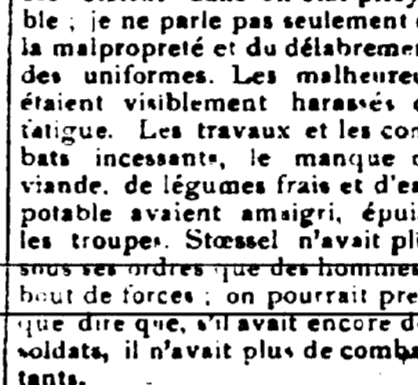 ble ; je ne parle pas seulement
la malpropreté et du délabreme
des uniformes. Les malheure
étaient visiblement harassés
fatigue. Les travaux et les com
bats incessants, le manque
viande, de légumes frais et d'ea
potable avaient amaigri, épui
les troupes. Stœssel n'avait pl
sous ses ordres que des homme
bout de forces ; on pourrait pre
que dire que, s'il avait encore d
soldats, il n'avait plus de comba
tants.